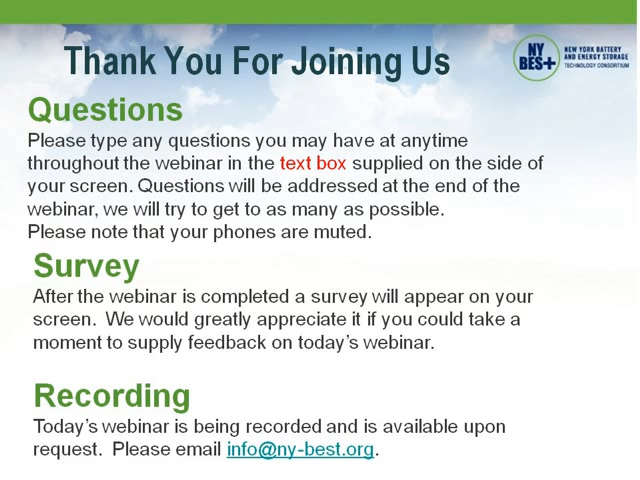 Thank You For Joining Us
NY
BES+
NEW YORK BATTERY
AND ENERGY STORAGE
TECHNOLOGY CONSORTIUM
Questions
Please type any questions you may have at anytime
throughout the webinar in the text box supplied on the side of
your screen. Questions will be addressed at the end of the
webinar, we will try to get to as many as possible.
Please note that your phones are muted.
Survey
After the webinar is completed a survey will appear on your
screen.  We would greatly appreciate it if you could take a
moment to supply feedback on today’s webinar.
Recording
Today’s webinar is being recorded and is available upon
request.  Please email info@ny-best.org.